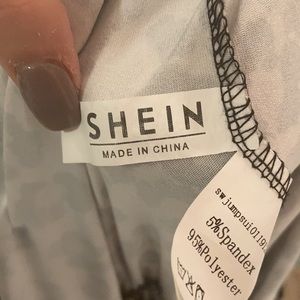 SHEIN
MADE IN CHINA
5%Spandex
95%Polyester